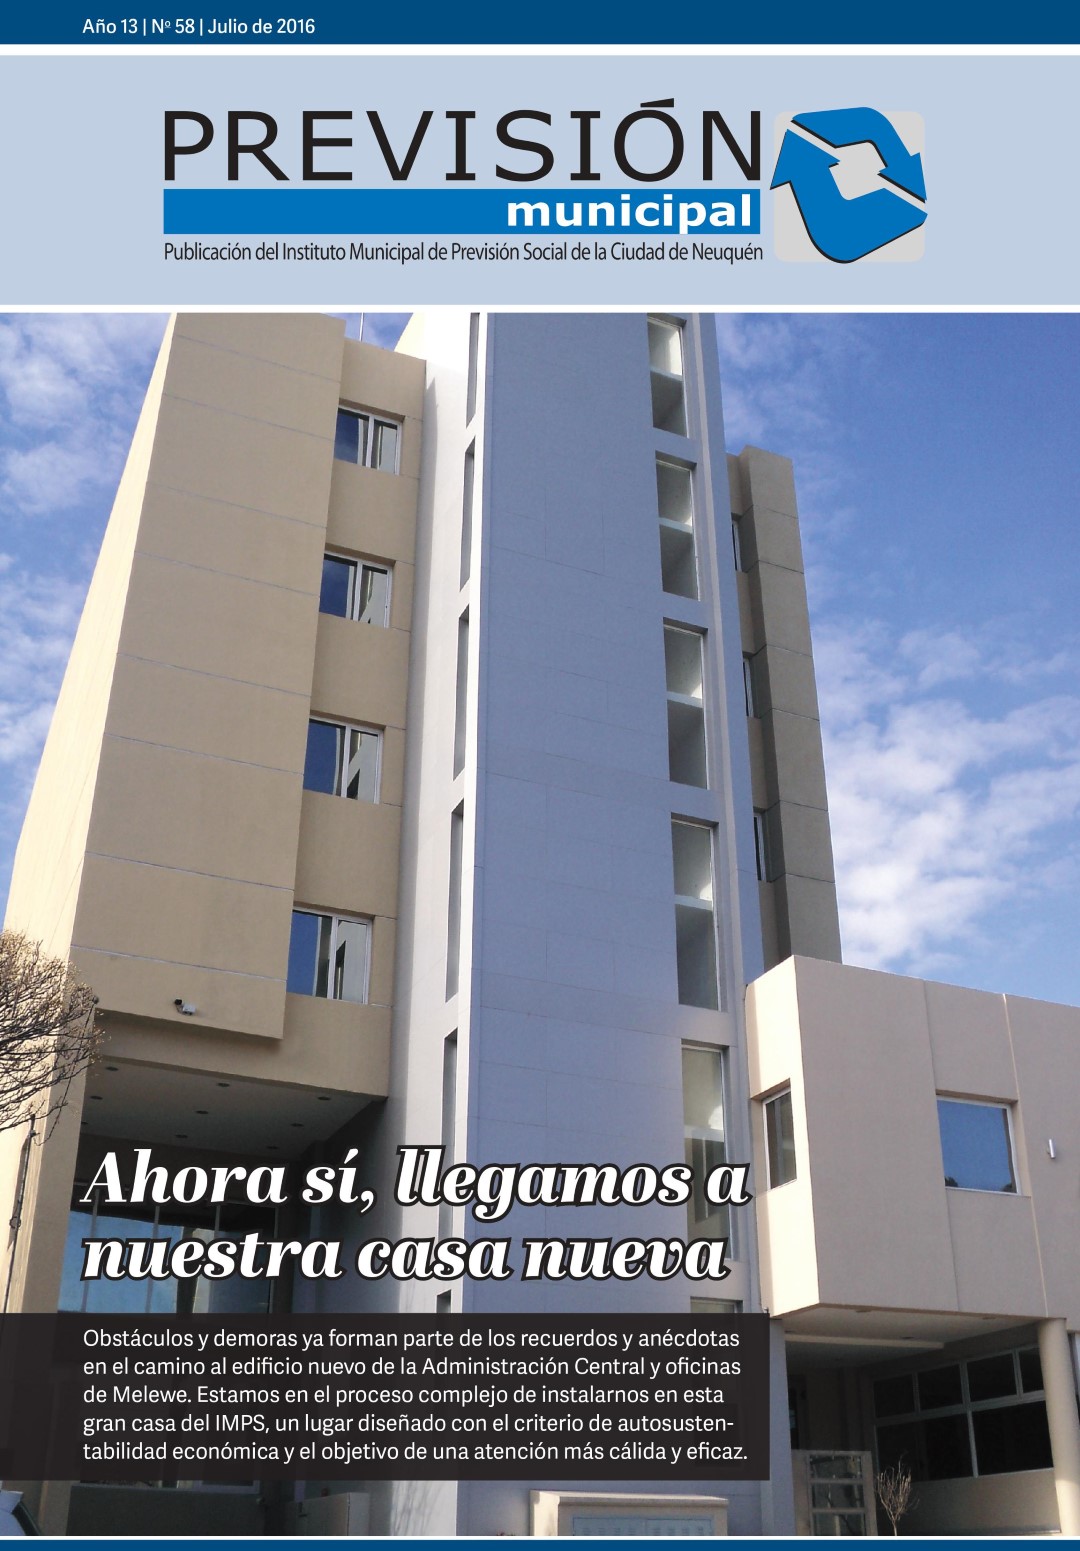 Año 13 | Nº 58 | Julio de 2016
PREVISIÓN
municipal
Publicación del Instituto Municipal de Previsión Social de la Ciudad de Neuquén
Ahora sí, llegamos a
nuestra casa nueva
Obstáculos y demoras ya forman parte de los recuerdos y anécdotas
en el camino al edificio nuevo de la Administración Central y oficinas
de Melewe. Estamos en el proceso complejo de instalarnos en esta
gran casa del IMPS, un lugar diseñado con el criterio de autosusten-
tabilidad económica y el objetivo de una atención más cálida y eficaz.